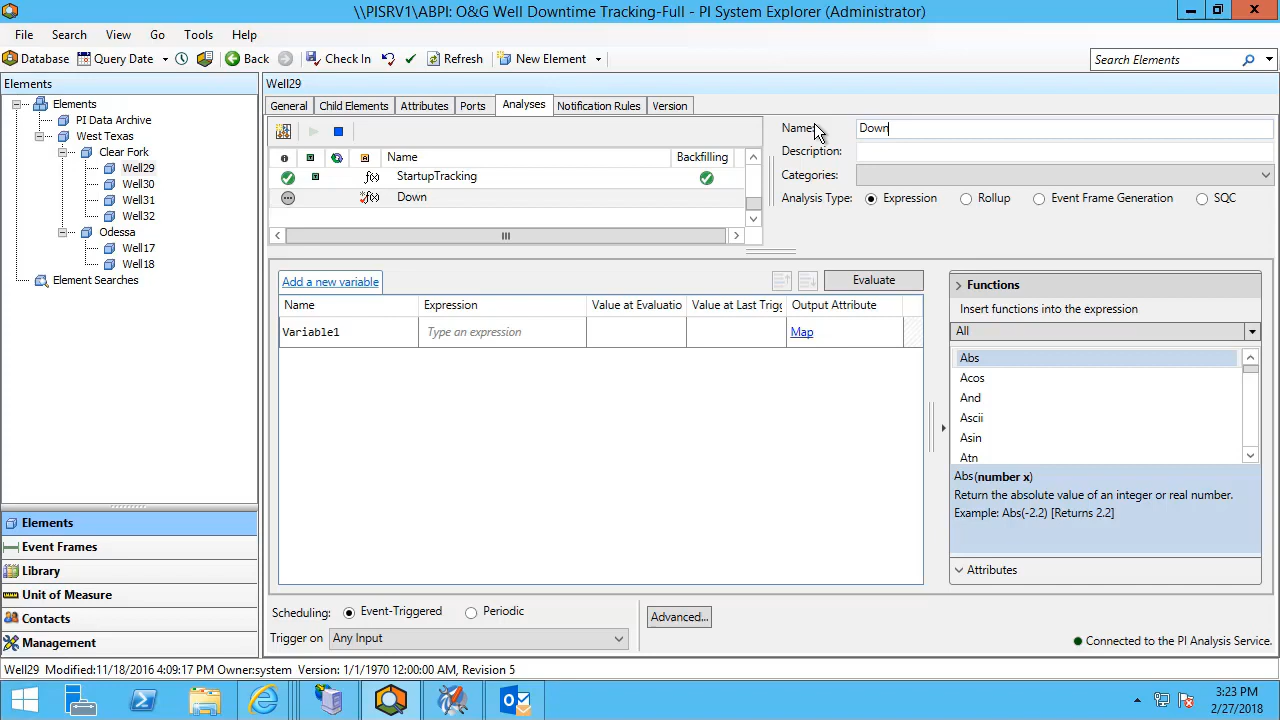 \\PISRV1\ABPI: O&G Well Downtime Tracking-Full - PI System Explorer (Administrator)
File Search View Go Tools Help
Database Query Date Back Check In Refresh New Element Search Elements
Elements
Elements
PI Data Archive
West Texas
Clear Fork
Well29
Well30
Well31
Well32
Odessa
Well17
Well18
Element Searches
Elements
Event Frames
Library
Unit of Measure
Contacts
Management
Well29
General Child Elements Attributes Ports Analyses Notification Rules Version
Name Backfilling
StartupTracking
Down
Name: Down
Description:
Categories:
Analysis Type: Expression Rollup Event Frame Generation SQC
Add a new variable Evaluate
Name Expression Value at Evaluatio Value at Last Trigg Output Attribute
Variable1 Type an expression Map
Functions
Insert functions into the expression
All
Abs
Acos
And
Ascii
Asin
Atn
Abs(number x)
Return the absolute value of an integer or real number.
Example: Abs(-2.2) [Returns 2.2]
Attributes
Scheduling: Event-Triggered Periodic
Trigger on Any Input
Advanced...
Connected to the PI Analysis Service.
Well29 Modified:11/18/2016 4:09:17 PM Owner:system Version: 1/1/1970 12:00:00 AM, Revision 5
3:23 PM
2/27/2018